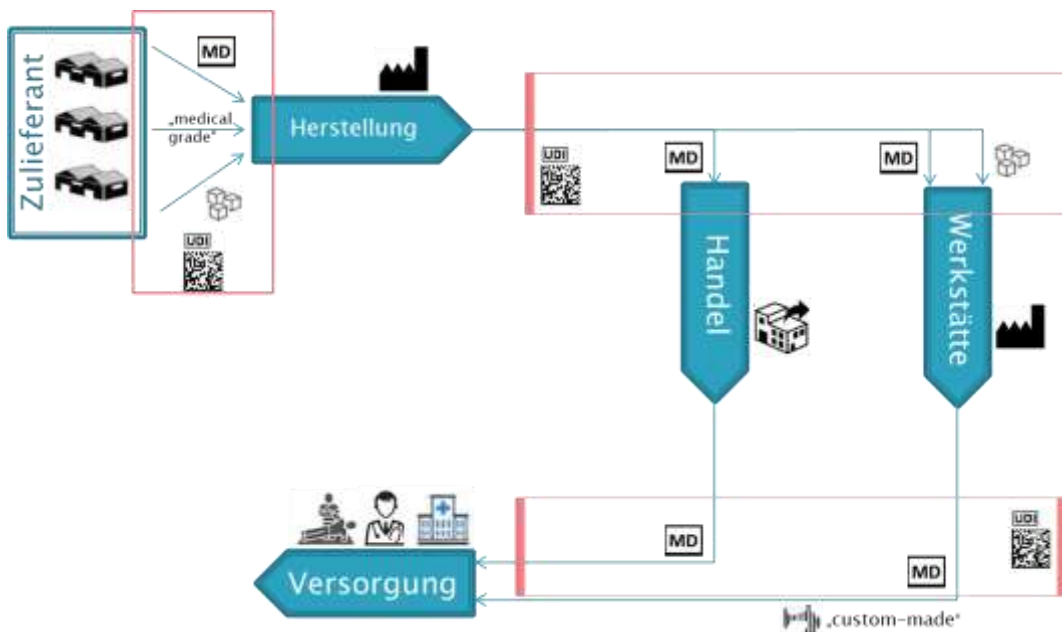 Zulieferant
MD
„medical
grade“
UDI
Herstellung
UDI
MD
MD
Handel
Werkstätte
UDI
MD
MD
Versorgung
„custom-made“